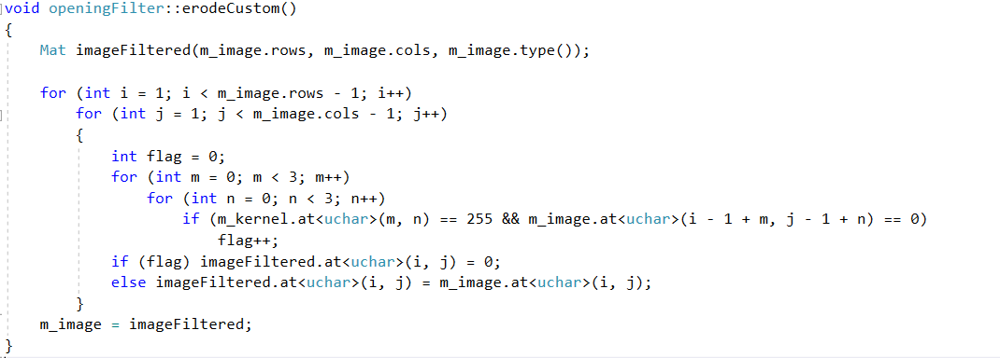 void openingFilter::erodeCustom()
{
    Mat imageFiltered(m_image.rows, m_image.cols, m_image.type());

    for (int i = 1; i < m_image.rows - 1; i++)
        for (int j = 1; j < m_image.cols - 1; j++)
        {
            int flag = 0;
            for (int m = 0; m < 3; m++)
                for (int n = 0; n < 3; n++)
                    if (m_kernel.at<uchar>(m, n) == 255 && m_image.at<uchar>(i - 1 + m, j - 1 + n) == 0)
                        flag++;
            if (flag) imageFiltered.at<uchar>(i, j) = 0;
            else imageFiltered.at<uchar>(i, j) = m_image.at<uchar>(i, j);
        }
    m_image = imageFiltered;
}